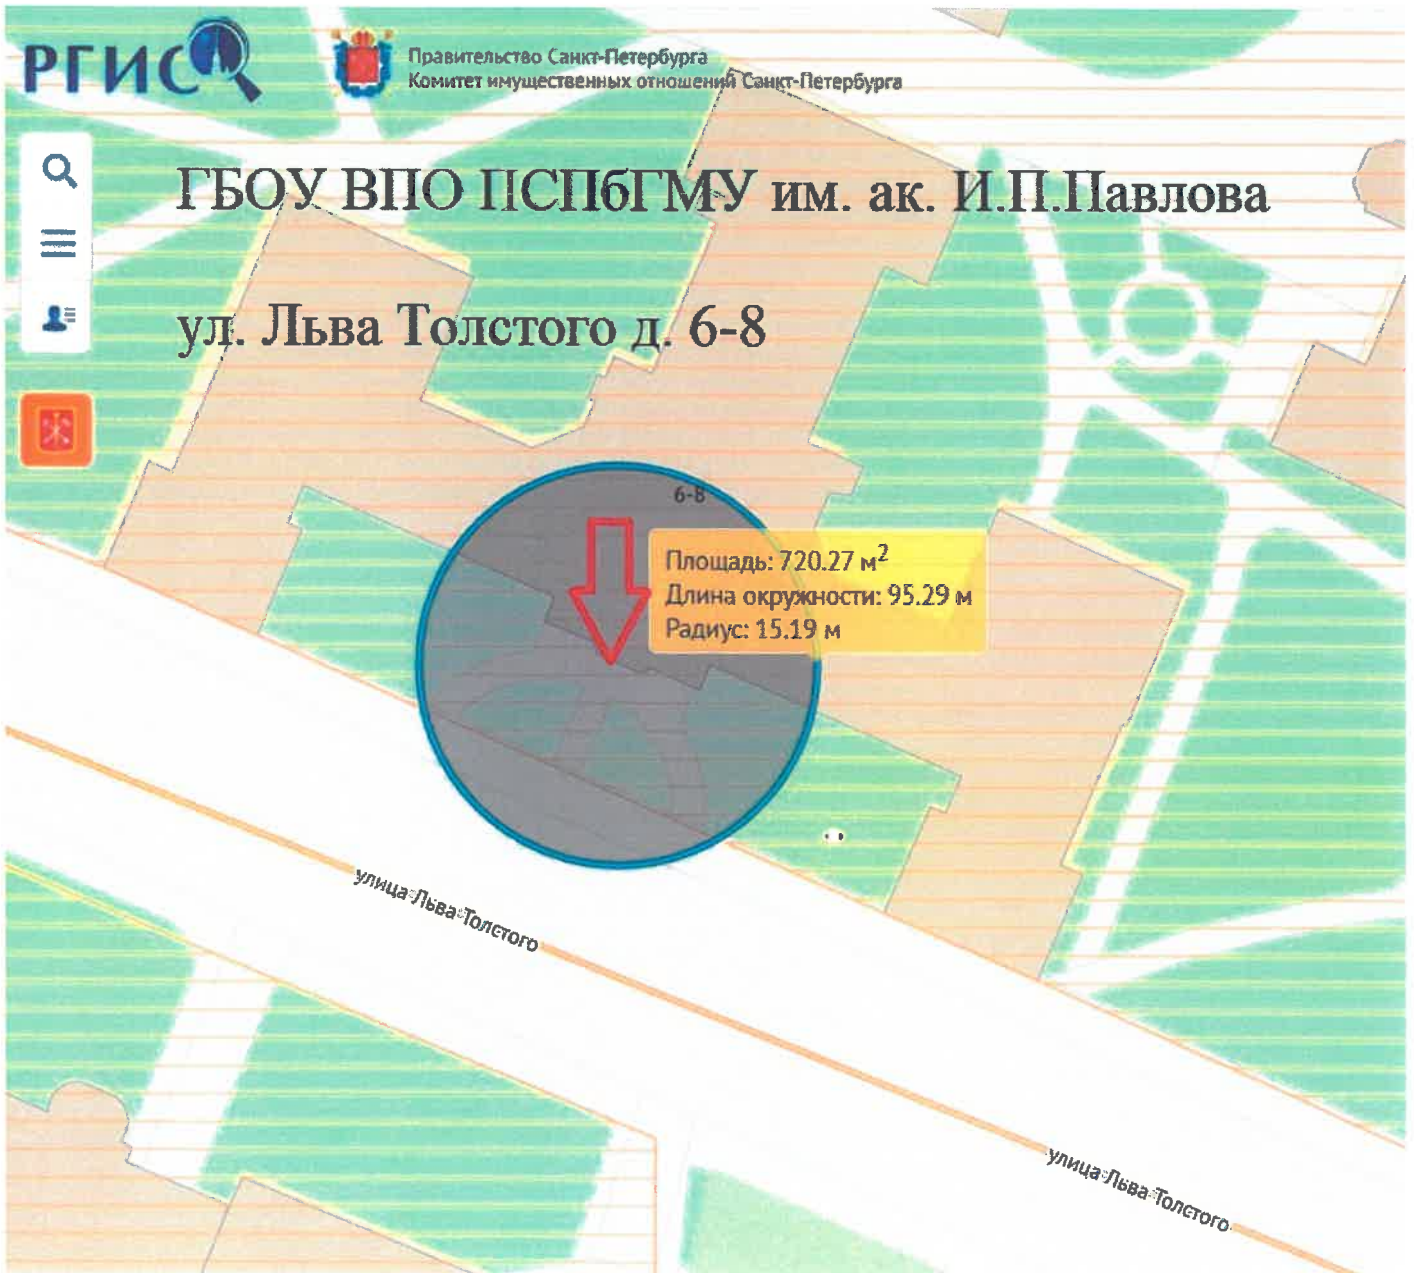 РГИС
Правительство Санкт-Петербурга
Комитет имущественных отношений Санкт-Петербурга
ГБОУ ВПО ПСПбГМУ им. ак. И.П.Павлова
ул. Льва Толстого д. 6-8
6-8
Площадь: 720.27 м²
Длина окружности: 95.29 м
Радиус: 15.19 м
улица Льва Толстого
улица Льва Толстого